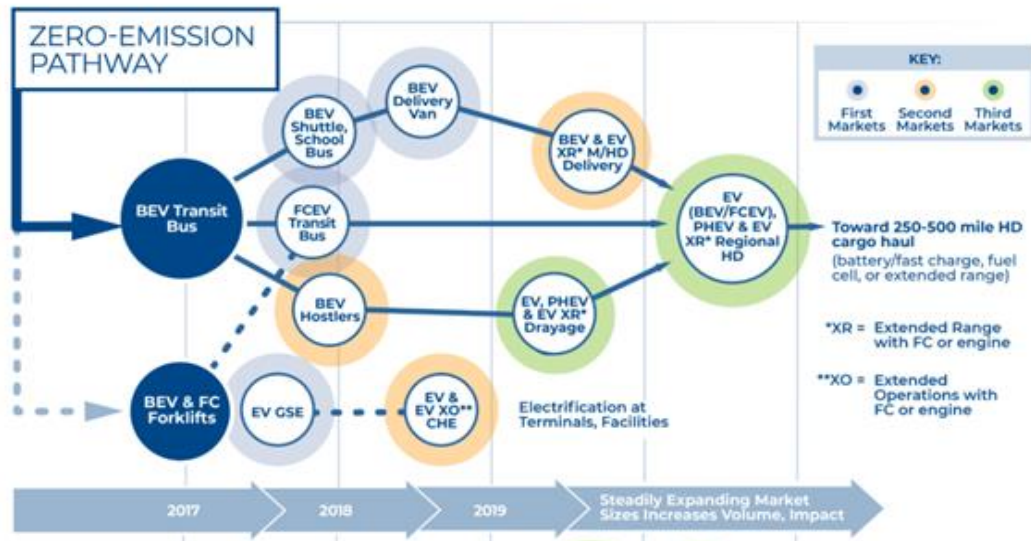 ZERO-EMISSION
PATHWAY
KEY:
First
Markets
Second
Markets
Third
Markets
BEV
Delivery
Van
BEV
Shuttle,
School
Bus
BEV & EV
XR* M/HD
Delivery
BEV Transit
Bus
FCEV
Transit
Bus
EV
(BEV/FCEV),
PHEV & EV
XR* Regional
HD
Toward 250-500 mile HD
cargo haul
(battery/fast charge, fuel
cell, or extended range)
BEV
Hostlers
EV, PHEV
& EV XR*
Drayage
*XR = Extended Range
with FC or engine
**XO = Extended
Operations with
FC or engine
BEV & FC
Forklifts
EV GSE
EV &
EV XO**
CHE
Electrification at
Terminals, Facilities
2017
2018
2019
Steadily Expanding Market
Sizes Increases Volume, Impact